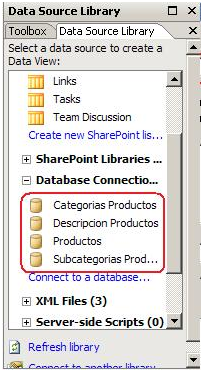 Data Source Library
Toolbox Data Source Library
Select a data source to create a
Data View:
Links
Tasks
Team Discussion
Create new SharePoint lis...
SharePoint Libraries ...
Database Connectio...
Categorias Productos
Descripcion Productos
Productos
Subcategorias Prod...
Connect to a database...
XML Files (3)
Server-side Scripts (0)
Refresh library
Connect to another library